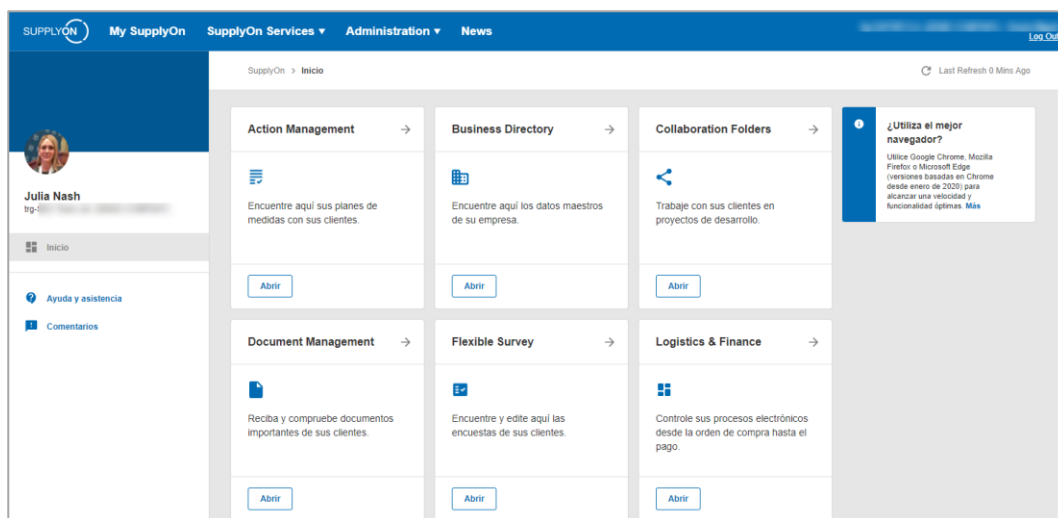 SUPPLYON
My SupplyOn
SupplyOn Services ▾
Administration ▾
News
Log Out
SupplyOn > Inicio
Last Refresh 0 Mins Ago
Julia Nash
Inicio
Ayuda y asistencia
Comentarios
Action Management
Encuentre aquí sus planes de
medidas con sus clientes.
Abrir
Business Directory
Encuentre aquí los datos maestros
de su empresa.
Abrir
Collaboration Folders
Trabaje con sus clientes en
proyectos de desarrollo.
Abrir
¿Utiliza el mejor
navegador?
Utilice Google Chrome, Mozilla
Firefox o Microsoft Edge
(versiones basadas en Chrome
desde enero de 2020) para
alcanzar una velocidad y
funcionalidad óptimas. Más
Document Management
Reciba y compruebe documentos
importantes de sus clientes.
Abrir
Flexible Survey
Encuentre y edite aquí las
encuestas de sus clientes.
Abrir
Logistics & Finance
Controle sus procesos electrónicos
desde la orden de compra hasta el
pago.
Abrir